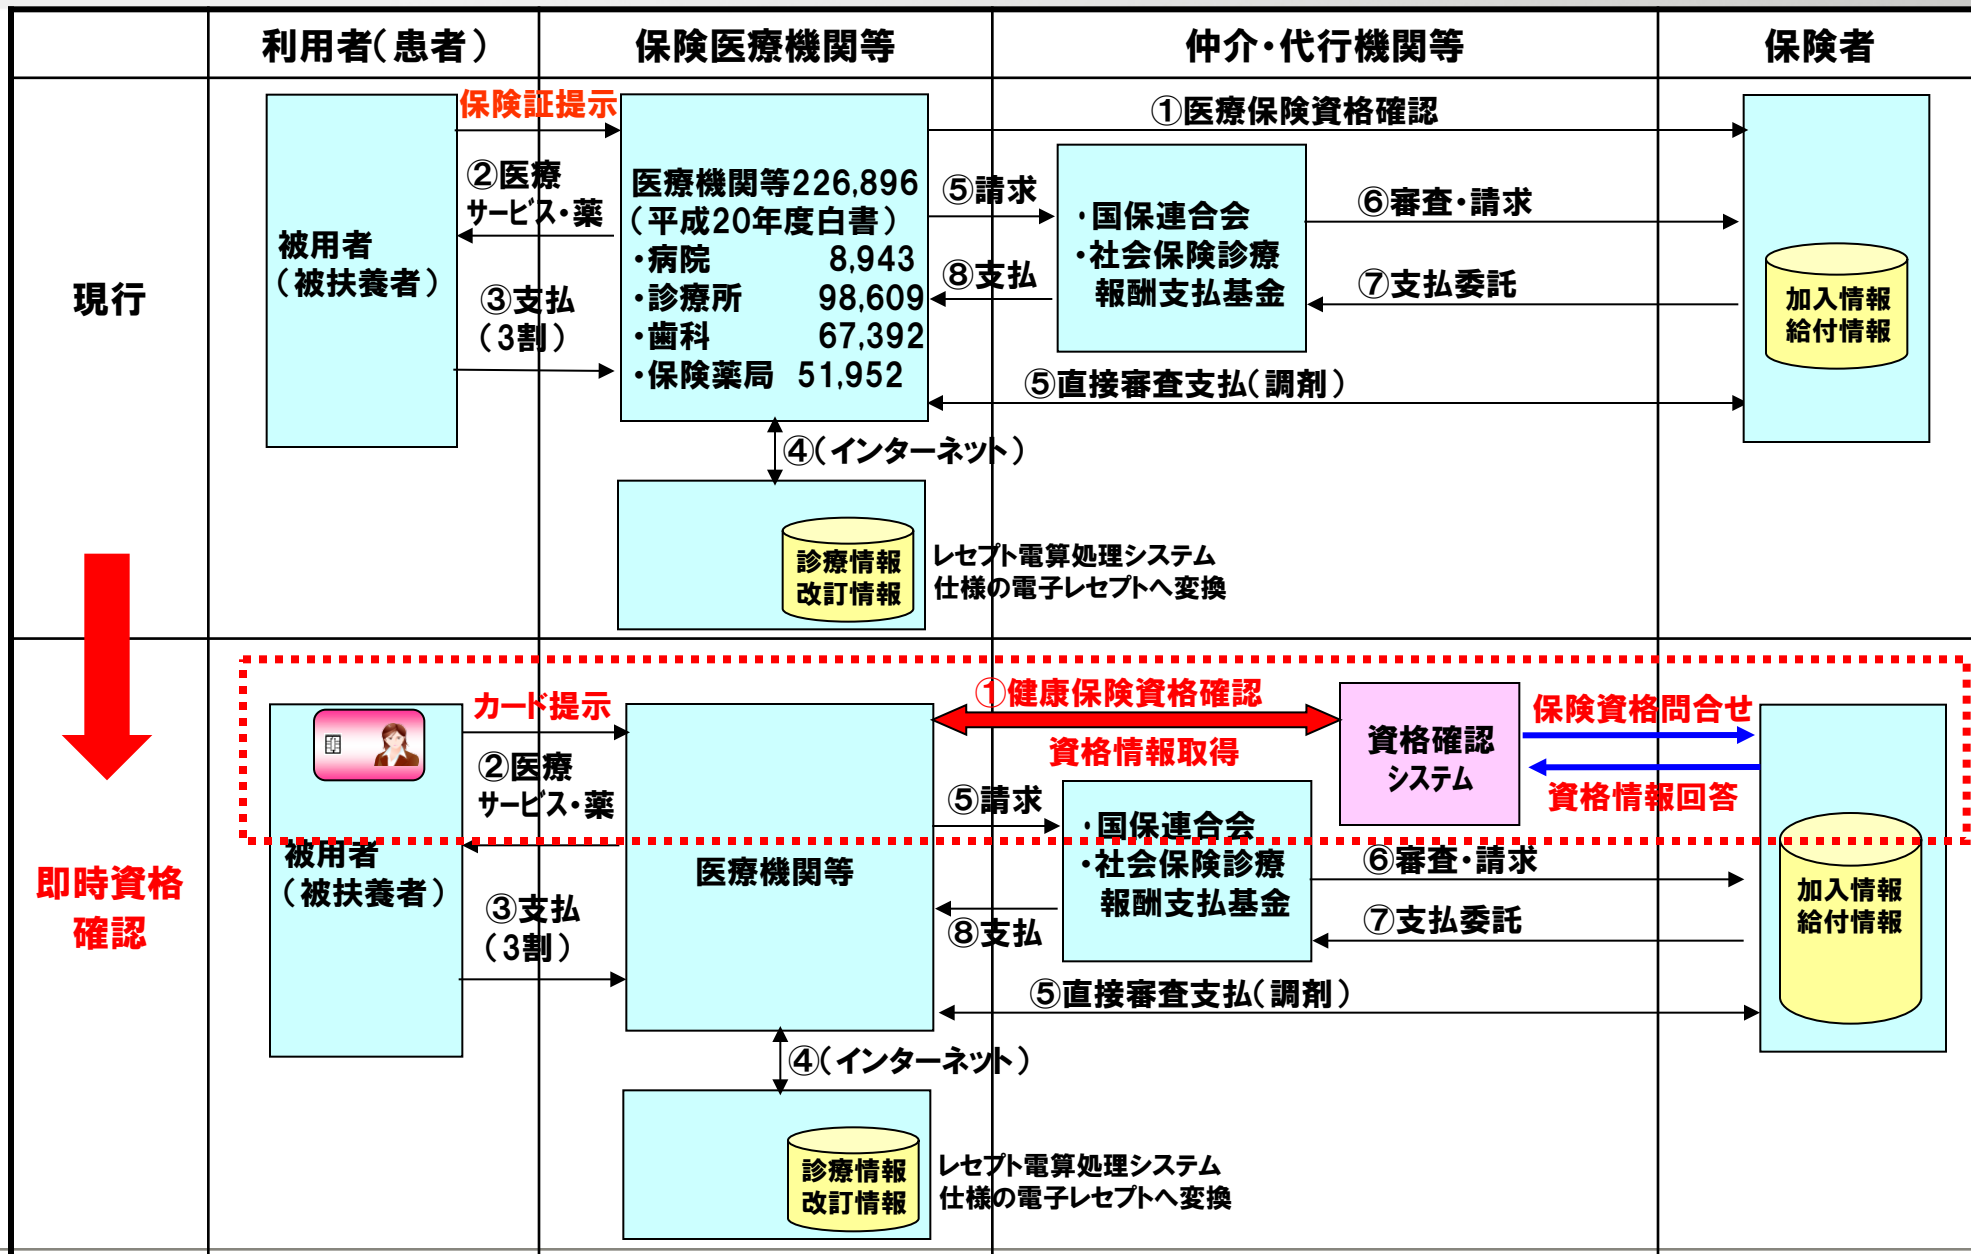 利用者(患者)
保険医療機関等
仲介・代行機関等
保険者
現行
保険証提示
②医療
サービス・薬
被用者
(被扶養者)
③支払
(3割)
医療機関等226,896
(平成20年度白書)
・病院 8,943
・診療所 98,609
・歯科 67,392
・保険薬局 51,952
①医療保険資格確認
⑤請求
⑧支払
・国保連合会
・社会保険診療
報酬支払基金
⑥審査・請求
⑦支払委託
加入情報
給付情報
⑤直接審査支払(調剤)
④(インターネット)
診療情報
改訂情報
レセプト電算処理システム
仕様の電子レセプトへ変換
即時資格
確認
カード提示
②医療
サービス・薬
被用者
(被扶養者)
③支払
(3割)
医療機関等
①健康保険資格確認
資格情報取得
資格確認
システム
保険資格問合せ
資格情報回答
⑤請求
⑧支払
・国保連合会
・社会保険診療
報酬支払基金
⑥審査・請求
⑦支払委託
加入情報
給付情報
⑤直接審査支払(調剤)
④(インターネット)
診療情報
改訂情報
レセプト電算処理システム
仕様の電子レセプトへ変換